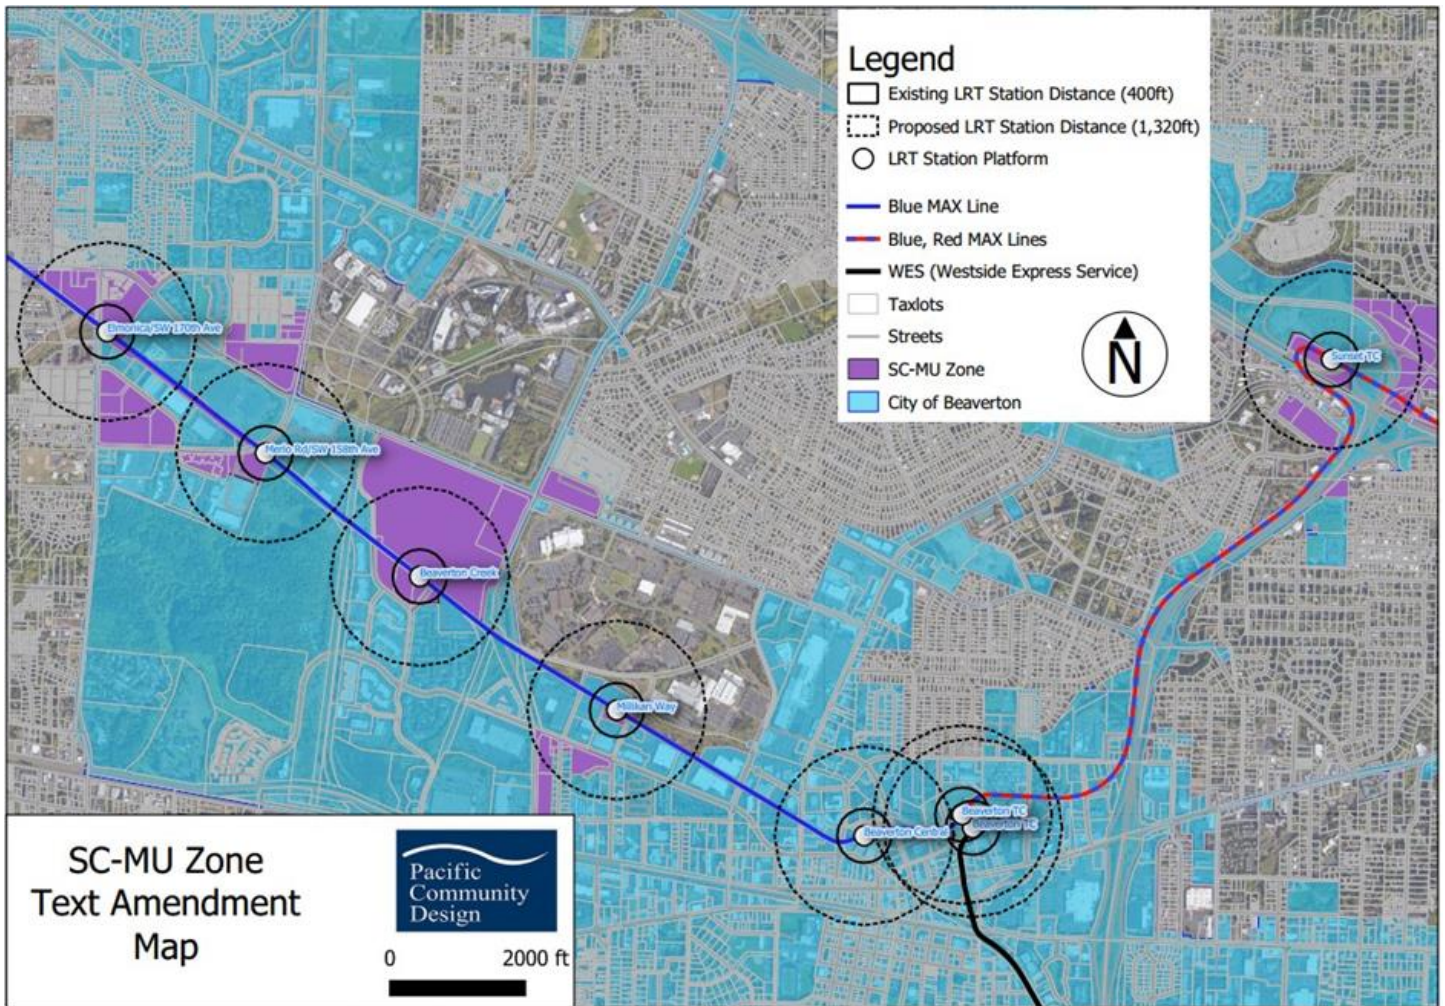 Legend
Existing LRT Station Distance (400ft)
Proposed LRT Station Distance (1,320ft)
LRT Station Platform
Blue MAX Line
Blue, Red MAX Lines
WES (Westside Express Service)
Taxlots
Streets
SC-MU Zone
City of Beaverton
N
Elmonica/SW 170th Ave
Merlo Rd/SW 158th Ave
Beaverton Creek
Millikan Way
Beaverton Central
Beaverton TC
Beaverton TC
Sunset TC
SC-MU Zone
Text Amendment
Map
Pacific
Community
Design
0 2000 ft